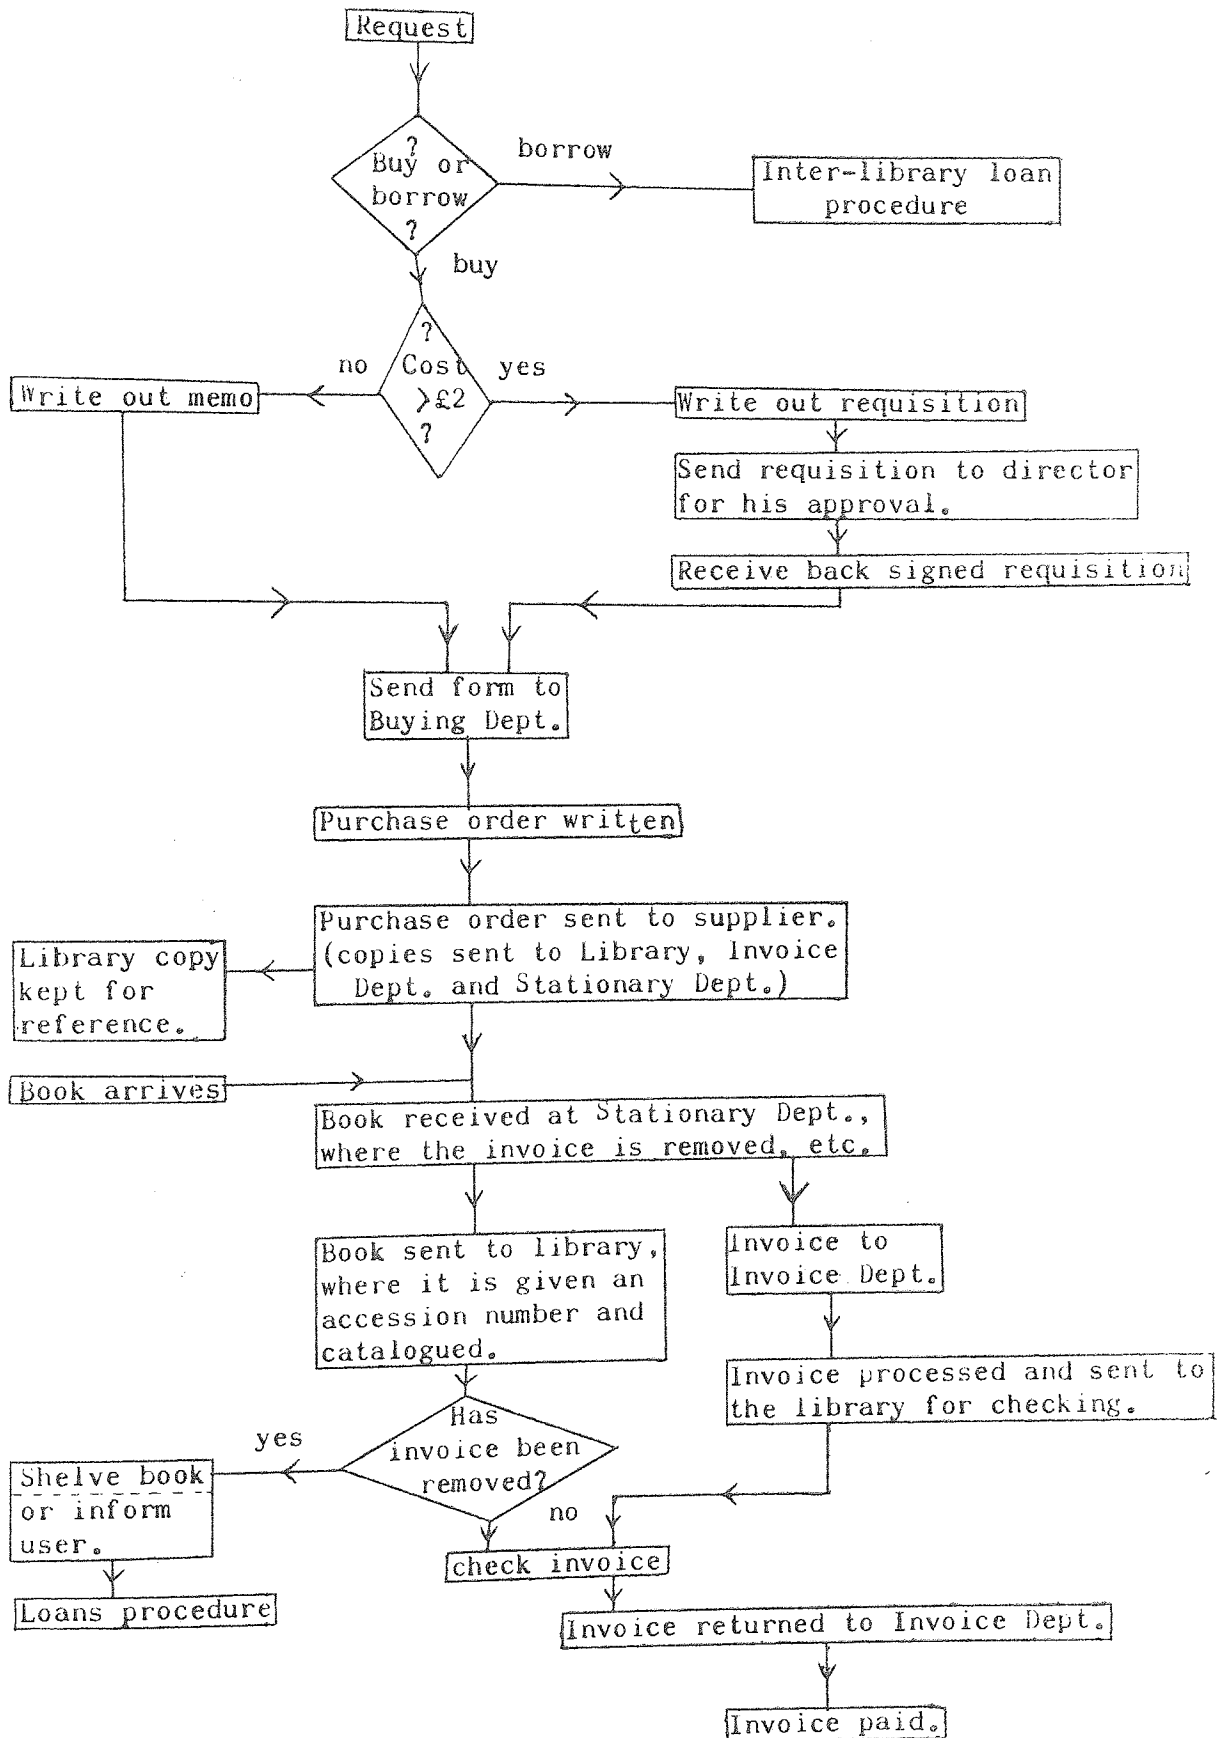 Request
?
Buy or
borrow
?
borrow
Inter-library loan
procedure
buy
?
Cost
>£2
?
no
yes
Write out memo
Write out requisition
Send requisition to director
for his approval.
Receive back signed requisition
Send form to
Buying Dept.
Purchase order written
Purchase order sent to supplier.
(copies sent to Library, Invoice
Dept. and Stationary Dept.)
Library copy
kept for
reference.
Book arrives
Book received at Stationary Dept.,
where the invoice is removed, etc.
Book sent to library,
where it is given an
accession number and
catalogued.
Invoice to
Invoice Dept.
Invoice processed and sent to
the library for checking.
Has
invoice been
removed?
yes
no
Shelve book
or inform
user.
Loans procedure
check invoice
Invoice returned to Invoice Dept.
Invoice paid.